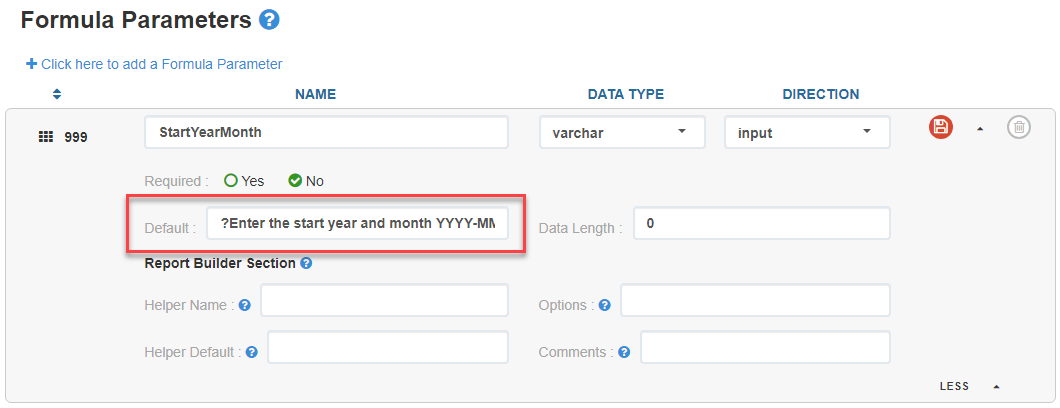 Formula Parameters ?
+ Click here to add a Formula Parameter
NAME DATA TYPE DIRECTION
999 StartYearMonth varchar input
Required : Yes No
Default : ?Enter the start year and month YYYY-MM Data Length : 0
Report Builder Section ?
Helper Name : ? Options : ?
Helper Default : ? Comments : ?
LESS